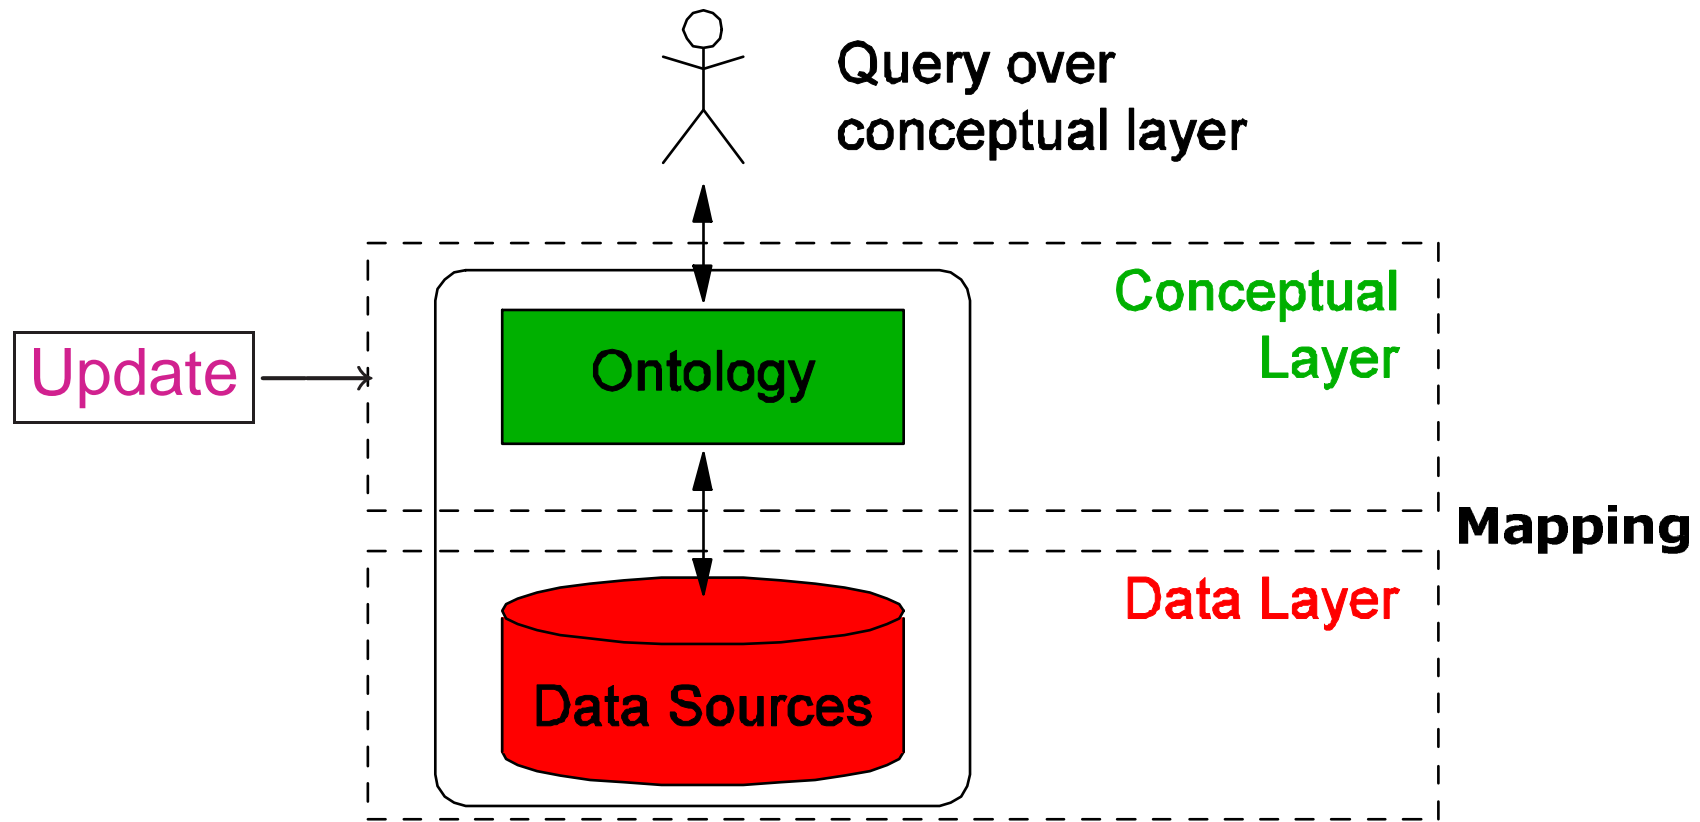 Query over
conceptual layer
Conceptual
Layer
Update
Ontology
Mapping
Data Layer
Data Sources